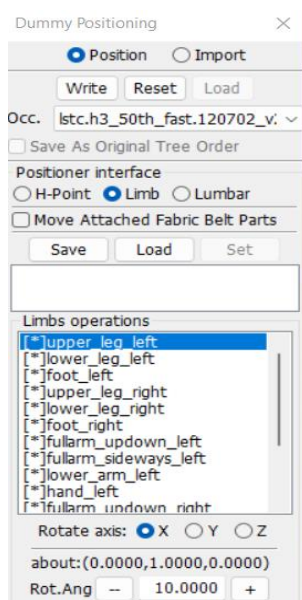 Dummy Positioning
Position Import
Write Reset Load
Occ. lstc.h3_50th_fast.120702_v
Save As Original Tree Order
Positioner interface
H-Point Limb Lumbar
Move Attached Fabric Belt Parts
Save Load Set
Limbs operations
[*]upper_leg_left
[*]lower_leg_left
[*]foot_left
[*]upper_leg_right
[*]lower_leg_right
[*]foot_right
[*]fullarm_updown_left
[*]fullarm_sideways_left
[*]lower_arm_left
[*]hand_left
[*]fullarm_updown_right
Rotate axis: X Y Z
about:(0.0000,1.0000,0.0000)
Rot.Ang -- 10.0000 +